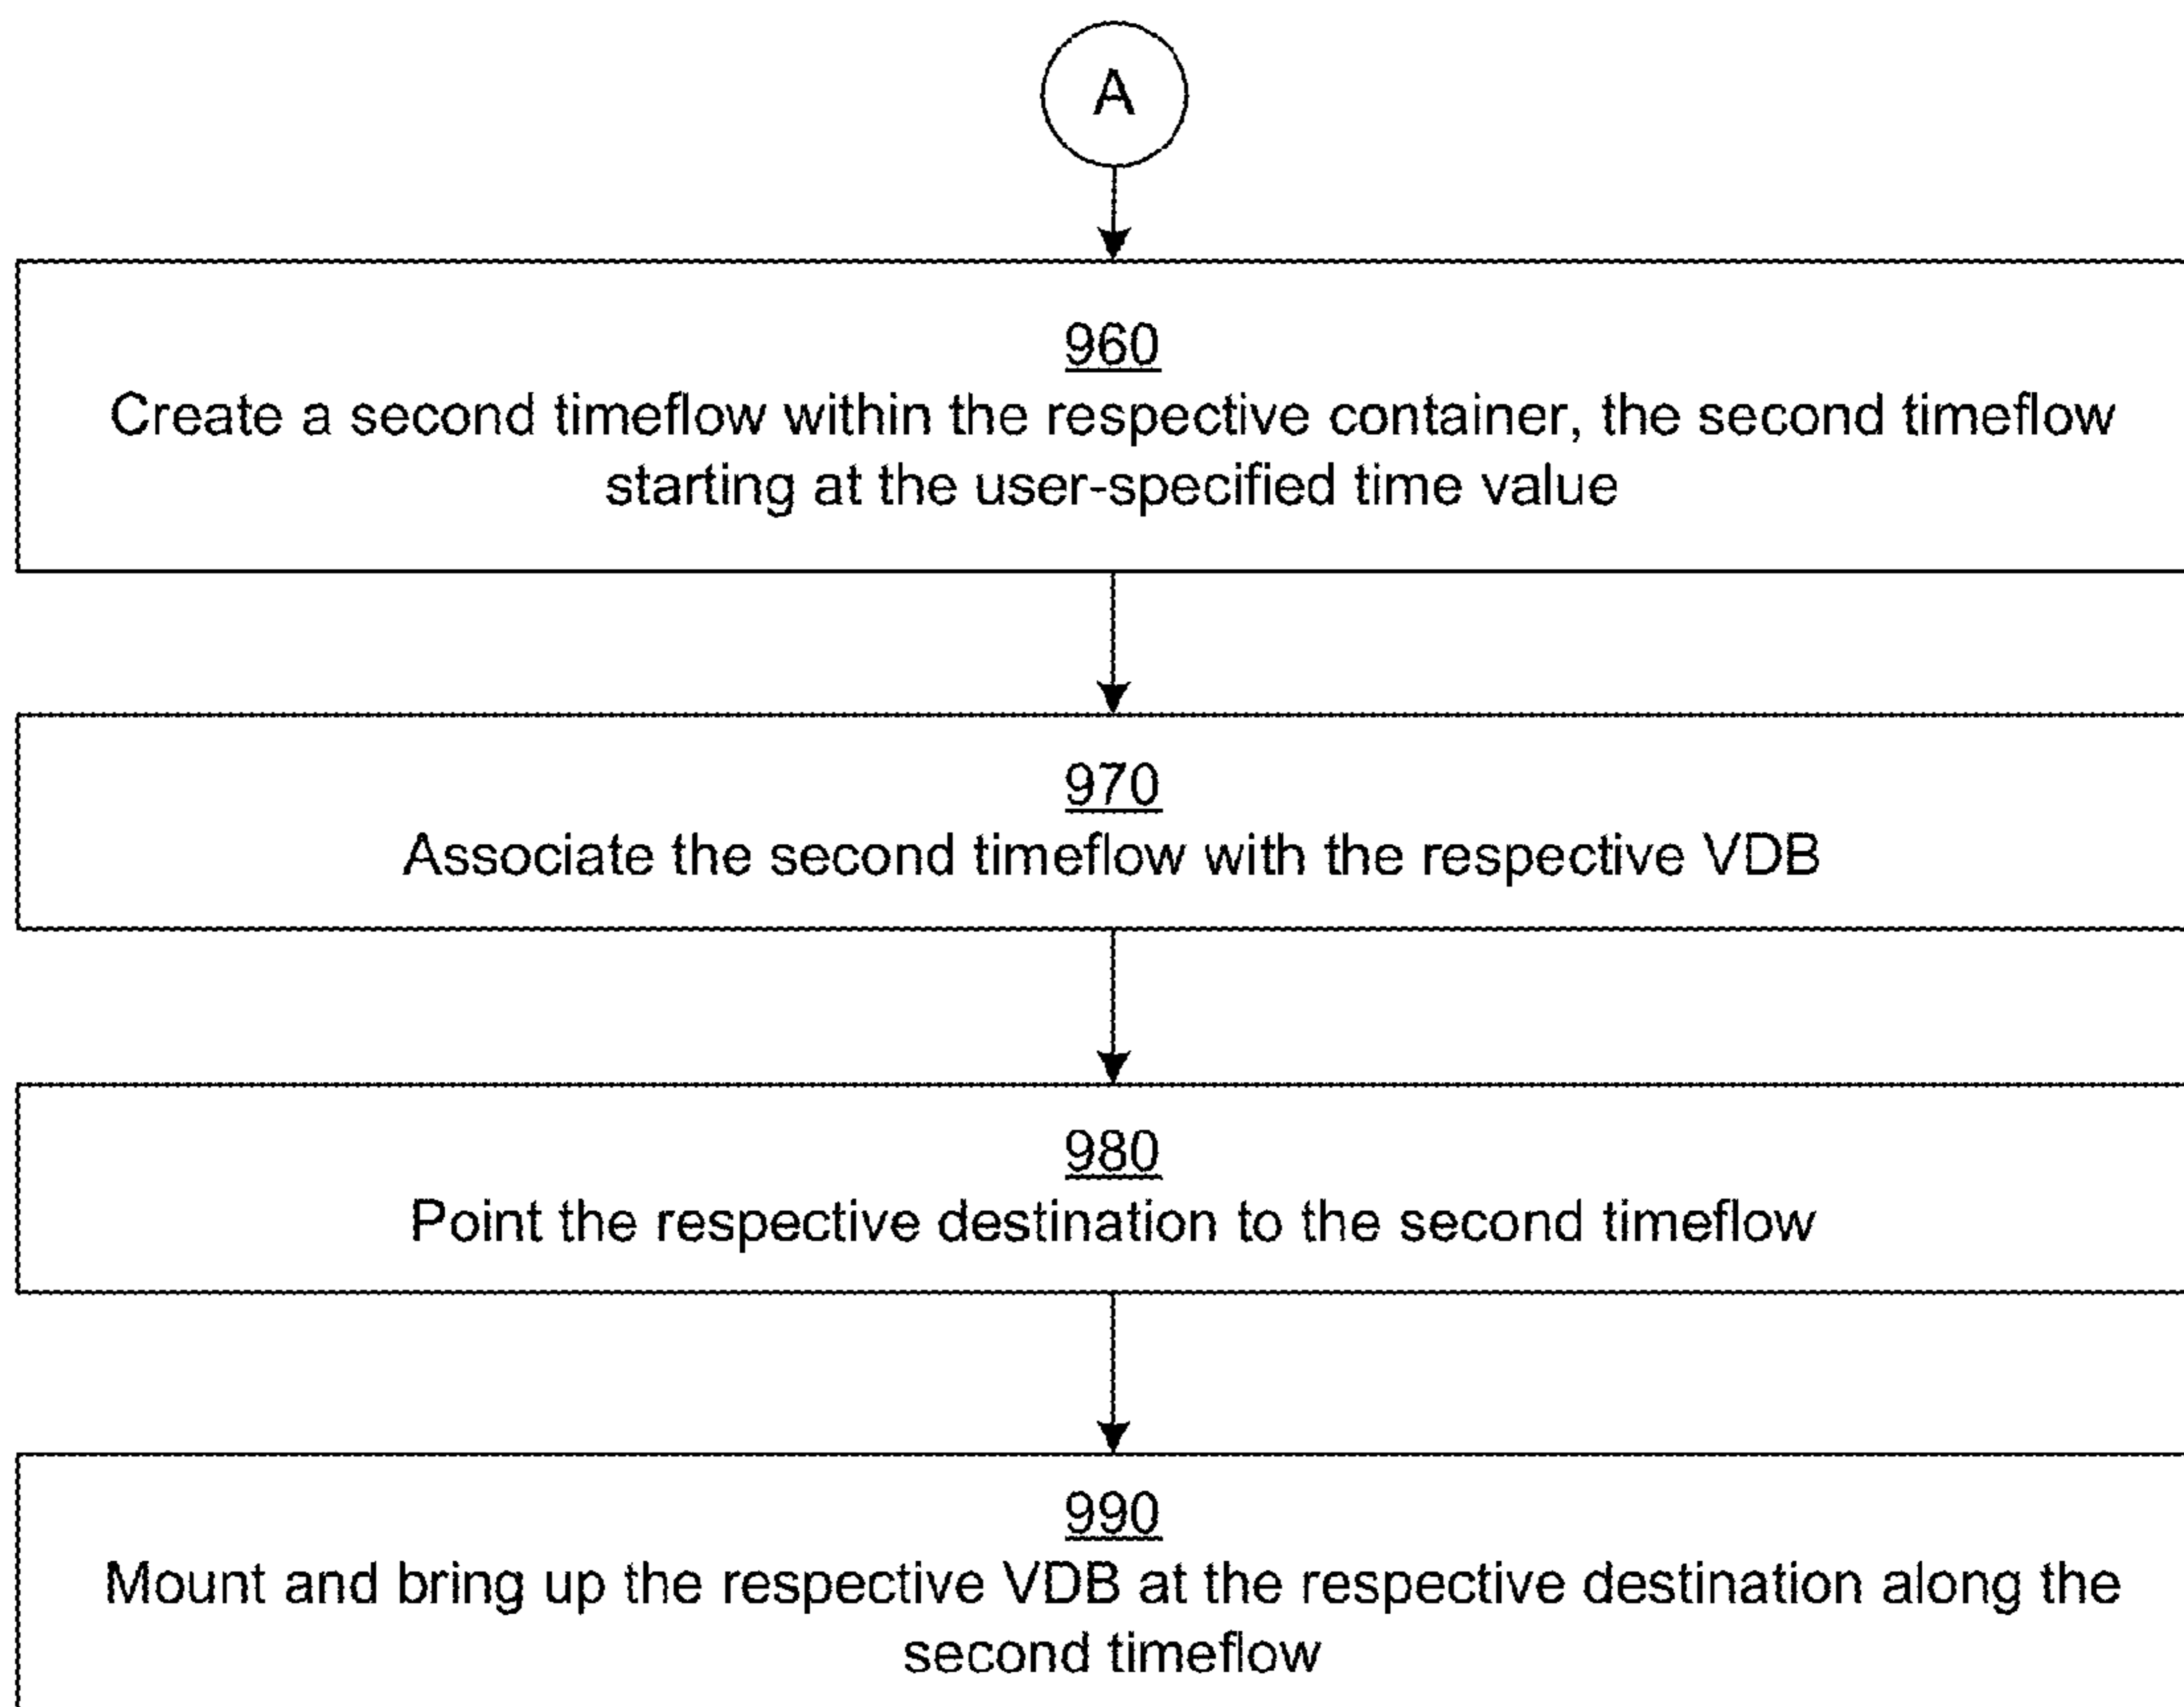 A
960
Create a second timeflow within the respective container, the second timeflow
starting at the user-specified time value
970
Associate the second timeflow with the respective VDB
980
Point the respective destination to the second timeflow
990
Mount and bring up the respective VDB at the respective destination along the
second timeflow